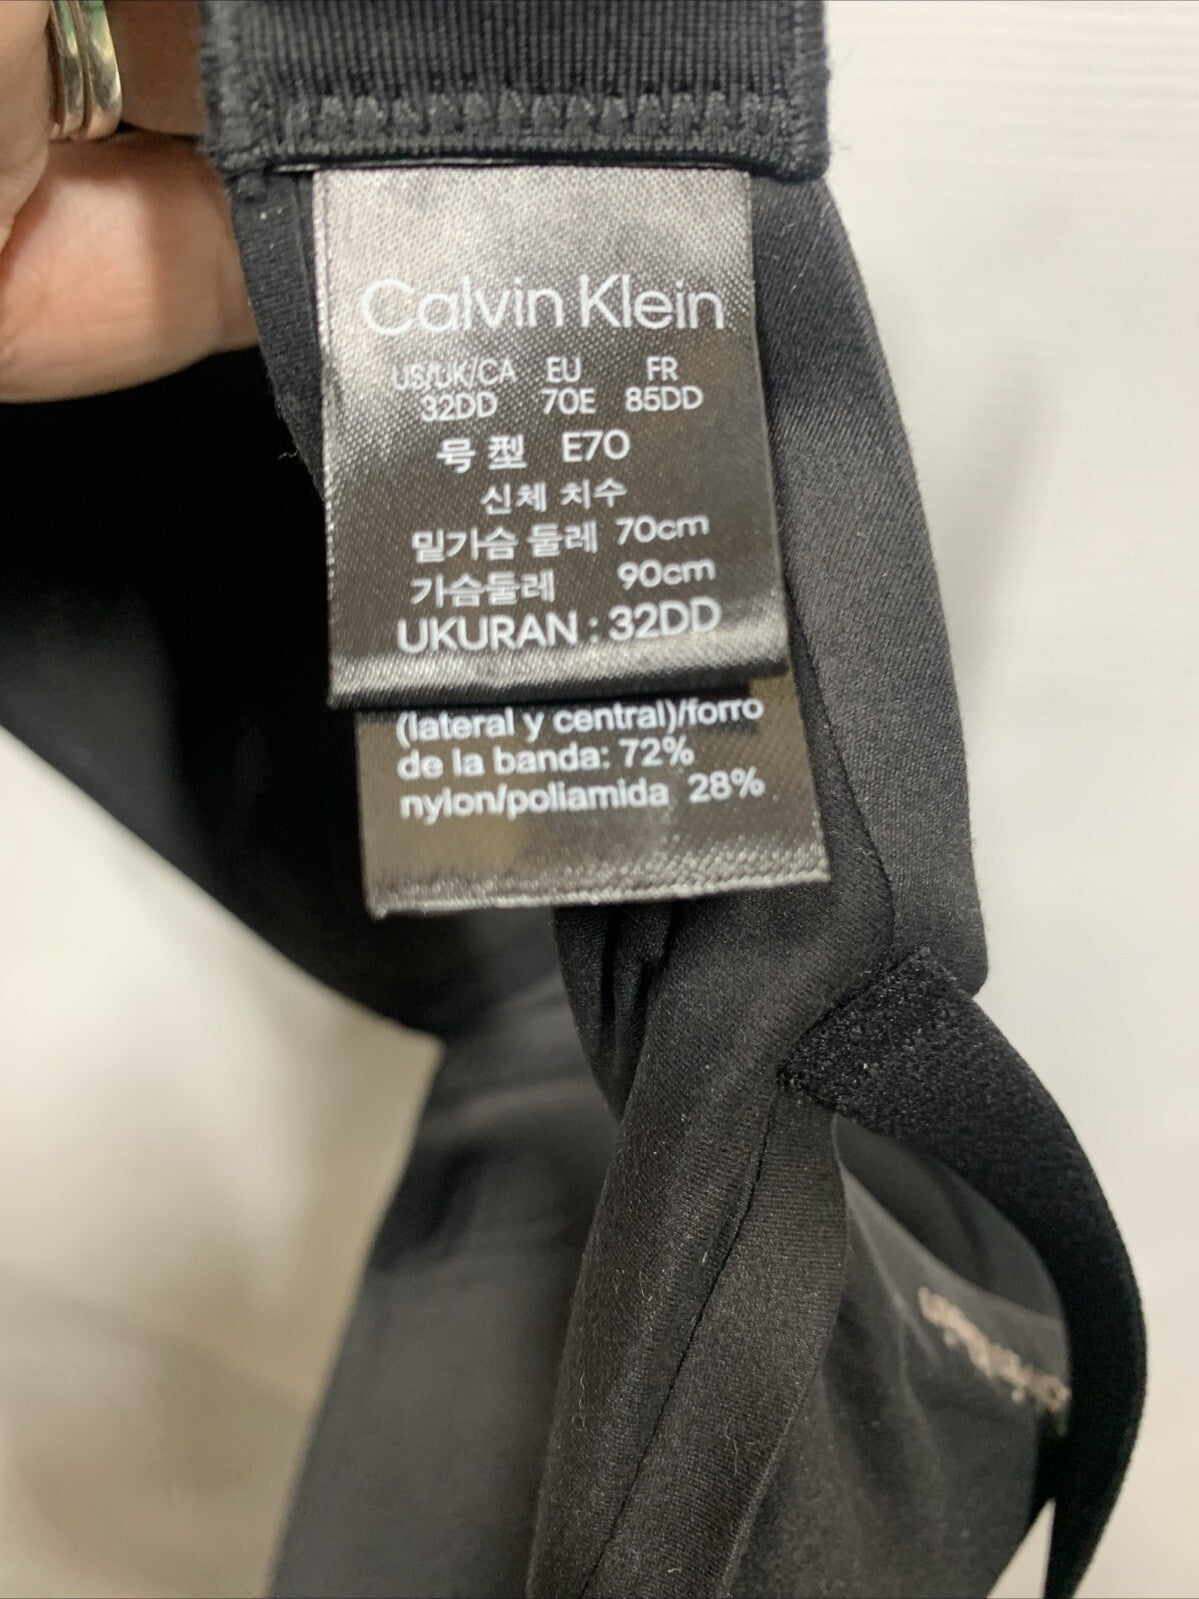 Calvin Klein
US/UK/CA EU FR
32DD 70E 85DD
号型 E70
신체 치수
밑가슴 둘레 70cm
가슴둘레 90cm
UKURAN : 32DD
(lateral y central)/forro
de la banda: 72%
nylon/poliamida 28%